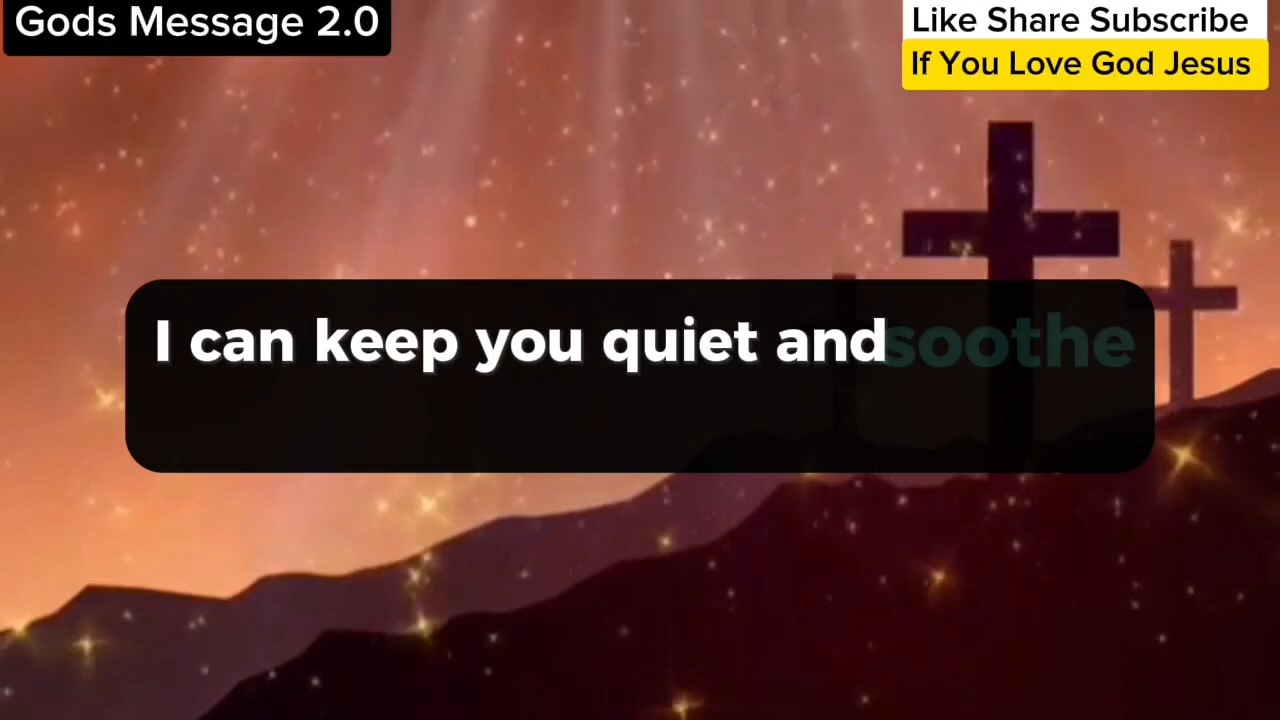 Gods Message 2.0
Like Share Subscribe
If You Love God Jesus
I can keep you quiet and soothe